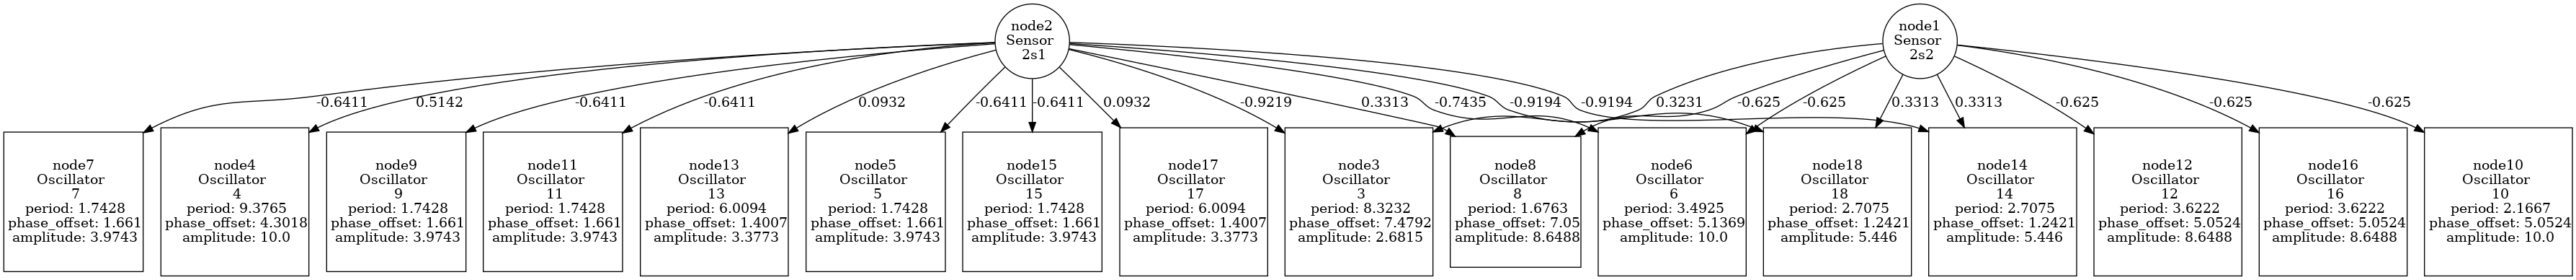 node2
Sensor
2s1
node1
Sensor
2s2
-0.6411
0.5142
-0.6411
-0.6411
0.0932
-0.6411
-0.6411
0.0932
-0.9219
0.3313
-0.7435
-0.9194
-0.9194
0.3231
-0.625
-0.625
0.3313
0.3313
-0.625
-0.625
-0.625
node7
Oscillator
7
period: 1.7428
phase_offset: 1.661
amplitude: 3.9743
node4
Oscillator
4
period: 9.3765
phase_offset: 4.3018
amplitude: 10.0
node9
Oscillator
9
period: 1.7428
phase_offset: 1.661
amplitude: 3.9743
node11
Oscillator
11
period: 1.7428
phase_offset: 1.661
amplitude: 3.9743
node13
Oscillator
13
period: 6.0094
phase_offset: 1.4007
amplitude: 3.3773
node5
Oscillator
5
period: 1.7428
phase_offset: 1.661
amplitude: 3.9743
node15
Oscillator
15
period: 1.7428
phase_offset: 1.661
amplitude: 3.9743
node17
Oscillator
17
period: 6.0094
phase_offset: 1.4007
amplitude: 3.3773
node3
Oscillator
3
period: 8.3232
phase_offset: 7.4792
amplitude: 2.6815
node8
Oscillator
8
period: 1.6763
phase_offset: 7.05
amplitude: 8.6488
node6
Oscillator
6
period: 3.4925
phase_offset: 5.1369
amplitude: 10.0
node18
Oscillator
18
period: 2.7075
phase_offset: 1.2421
amplitude: 5.446
node14
Oscillator
14
period: 2.7075
phase_offset: 1.2421
amplitude: 5.446
node12
Oscillator
12
period: 3.6222
phase_offset: 5.0524
amplitude: 8.6488
node16
Oscillator
16
period: 3.6222
phase_offset: 5.0524
amplitude: 8.6488
node10
Oscillator
10
period: 2.1667
phase_offset: 5.0524
amplitude: 10.0